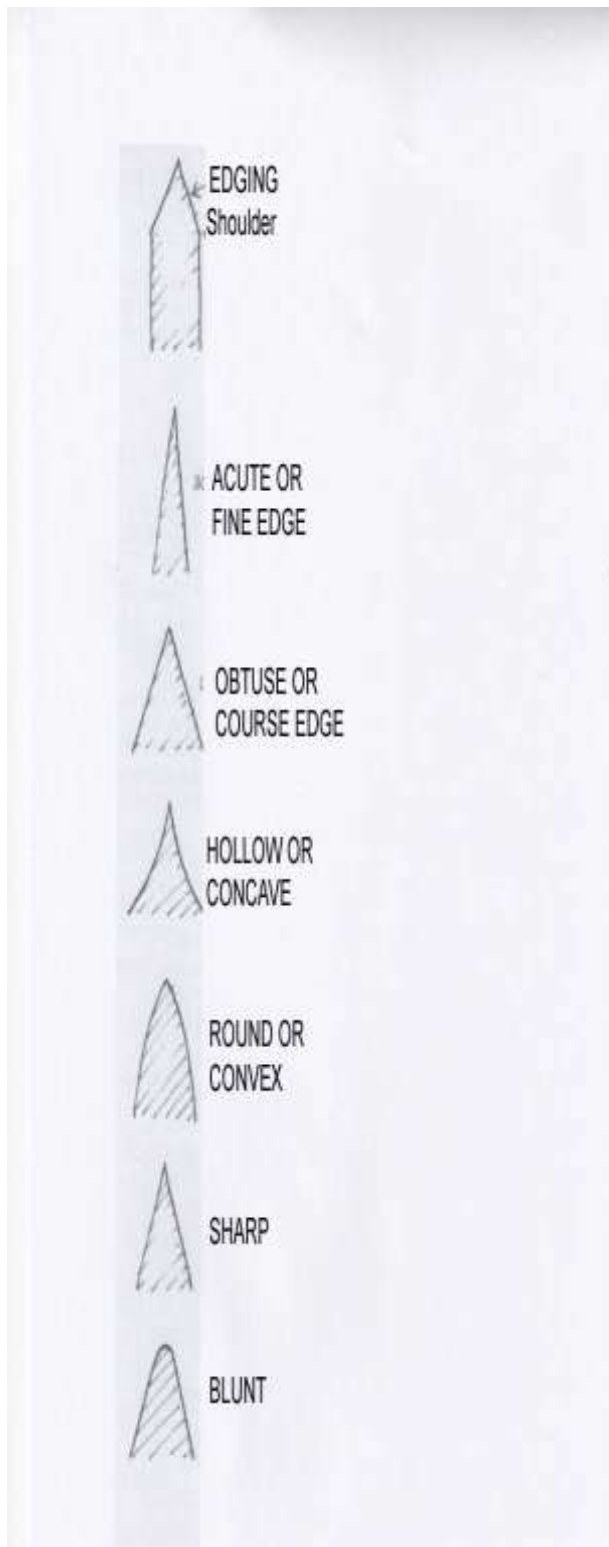 EDGING
Shoulder
ACUTE OR
FINE EDGE
OBTUSE OR
COURSE EDGE
HOLLOW OR
CONCAVE
ROUND OR
CONVEX
SHARP
BLUNT